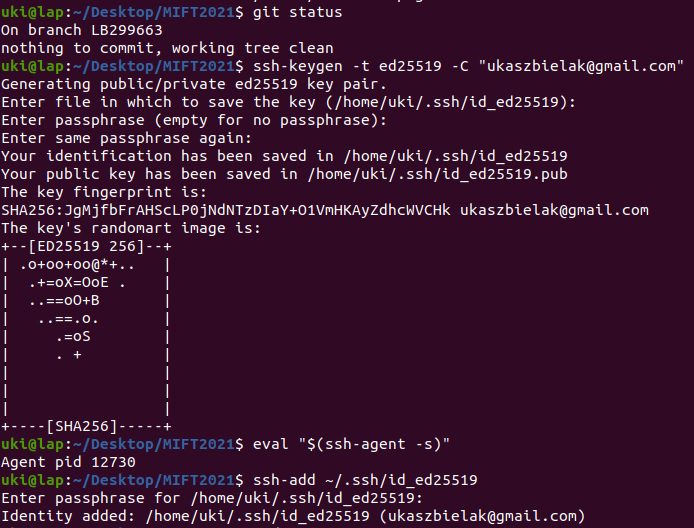 uki@lap:~/Desktop/MIFT2021$ git status
On branch LB299663
nothing to commit, working tree clean
uki@lap:~/Desktop/MIFT2021$ ssh-keygen -t ed25519 -C "ukaszbielak@gmail.com"
Generating public/private ed25519 key pair.
Enter file in which to save the key (/home/uki/.ssh/id_ed25519):
Enter passphrase (empty for no passphrase):
Enter same passphrase again:
Your identification has been saved in /home/uki/.ssh/id_ed25519
Your public key has been saved in /home/uki/.ssh/id_ed25519.pub
The key fingerprint is:
SHA256:JgMjfbFrAHScLP0jNdNTzDIaY+O1VmHKAyZdhcWVCHk ukaszbielak@gmail.com
The key's randomart image is:
+--[ED25519 256]--+
| .o+oo+oo@*+..   |
|  .+=oX=OoE .    |
|  ..==oO+B       |
|   ..==.o.       |
|     .=oS        |
|     . +         |
|                 |
|                 |
|                 |
+----[SHA256]-----+
uki@lap:~/Desktop/MIFT2021$ eval "$(ssh-agent -s)"
Agent pid 12730
uki@lap:~/Desktop/MIFT2021$ ssh-add ~/.ssh/id_ed25519
Enter passphrase for /home/uki/.ssh/id_ed25519:
Identity added: /home/uki/.ssh/id_ed25519 (ukaszbielak@gmail.com)